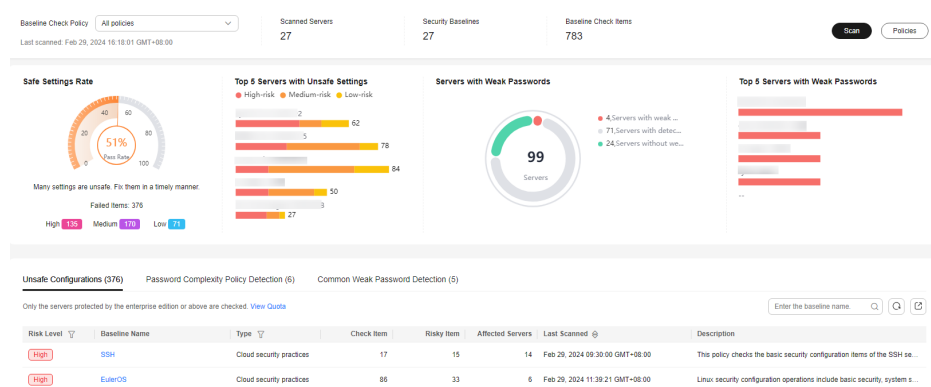 Baseline Check Policy All policies
Last scanned: Feb 29, 2024 16:18:01 GMT+08:00
Scanned Servers
27
Security Baselines
27
Baseline Check Items
783
Scan
Policies
Safe Settings Rate
0
20
40
60
80
100
51%
Pass Rate
Many settings are unsafe. Fix them in a timely manner.
Failed Items: 376
High 135 Medium 170 Low 71
Top 5 Servers with Unsafe Settings
High-risk Medium-risk Low-risk
62
78
84
50
27
Servers with Weak Passwords
99
Servers
4,Servers with weak ...
71,Servers with detec...
24,Servers without we...
Top 5 Servers with Weak Passwords
...
Unsafe Configurations (376) Password Complexity Policy Detection (6) Common Weak Password Detection (5)
Only the servers protected by the enterprise edition or above are checked. View Quota
Enter the baseline name.
Risk Level Baseline Name Type Check Item Risky Item Affected Servers Last Scanned Description
High SSH Cloud security practices 17 15 14 Feb 29, 2024 09:30:00 GMT+08:00 This policy checks the basic security configuration items of the SSH se...
High EulerOS Cloud security practices 86 33 6 Feb 29, 2024 11:39:21 GMT+08:00 Linux security configuration operations include basic security, system s...